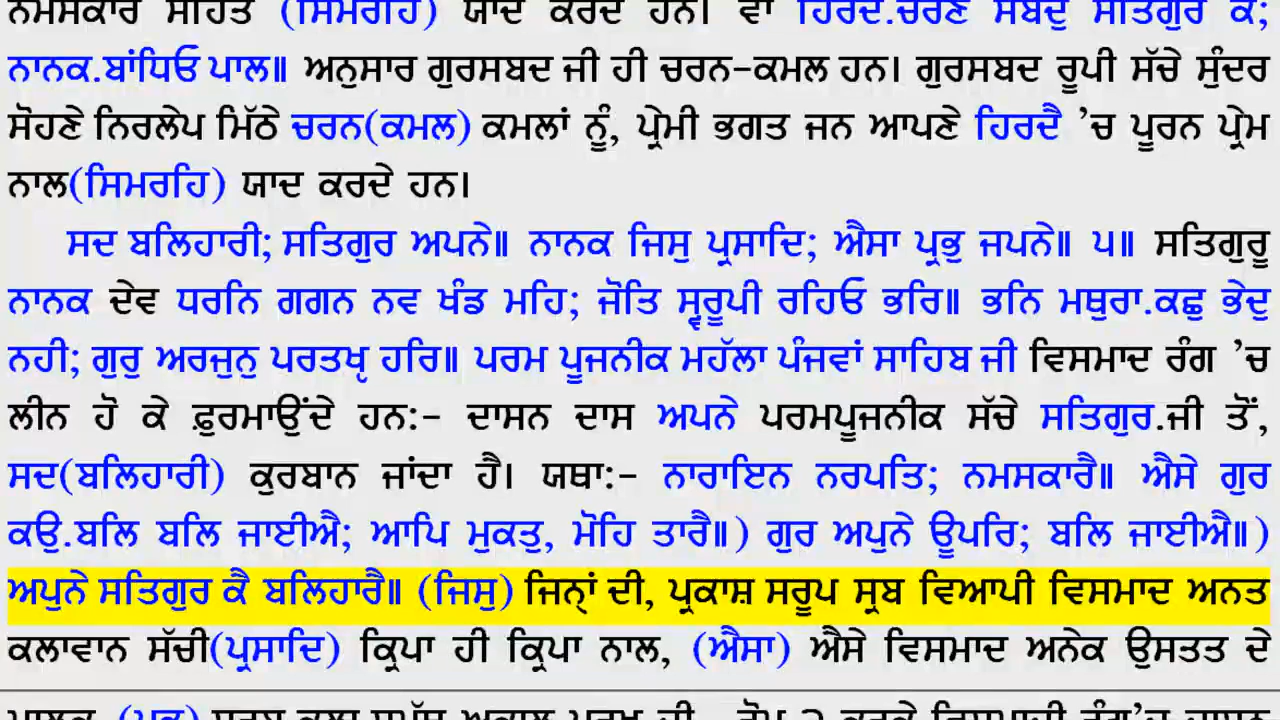 ਨਮਸਕਾਰ ਸਹਿਤ (ਸਿਮਰਹਿ) ਯਾਦ ਕਰਦੇ ਹਨ। ਵਾ ਹਿਰਦੈ.ਚਰਣ ਸਬਦੁ ਸਤਿਗੁਰ ਕੋ;
ਨਾਨਕ.ਬਾਂਧਿਓ ਪਾਲ॥ ਅਨੁਸਾਰ ਗੁਰਸਬਦ ਜੀ ਹੀ ਚਰਨ-ਕਮਲ ਹਨ। ਗੁਰਸਬਦ ਰੂਪੀ ਸੱਚੇ ਸੁੰਦਰ
ਸੋਹਣੇ ਨਿਰਲੇਪ ਮਿੱਠੇ ਚਰਨ(ਕਮਲ) ਕਮਲਾਂ ਨੂੰ, ਪ੍ਰੇਮੀ ਭਗਤ ਜਨ ਆਪਣੇ ਹਿਰਦੈ ’ਚ ਪੂਰਨ ਪ੍ਰੇਮ
ਨਾਲ(ਸਿਮਰਹਿ) ਯਾਦ ਕਰਦੇ ਹਨ।
ਸਦ ਬਲਿਹਾਰੀ; ਸਤਿਗੁਰ ਅਪਨੇ॥ ਨਾਨਕ ਜਿਸੁ ਪ੍ਰਸਾਦਿ; ਐਸਾ ਪ੍ਰਭੁ ਜਪਨੇ॥ ੫॥ ਸਤਿਗੁਰੂ
ਨਾਨਕ ਦੇਵ ਧਰਨਿ ਗਗਨ ਨਵ ਖੰਡ ਮਹਿ; ਜੋਤਿ ਸ੍ਵਰੂਪੀ ਰਹਿਓ ਭਰਿ॥ ਭਨਿ ਮਥੁਰਾ.ਕਛੁ ਭੇਦੁ
ਨਹੀ; ਗੁਰੁ ਅਰਜੁਨੁ ਪਰਤਖੵ ਹਰਿ॥ ਪਰਮ ਪੂਜਨੀਕ ਮਹੱਲਾ ਪੰਜਵਾਂ ਸਾਹਿਬ ਜੀ ਵਿਸਮਾਦ ਰੰਗ ’ਚ
ਲੀਨ ਹੋ ਕੇ ਫ਼ੁਰਮਾਉਂਦੇ ਹਨ:- ਦਾਸਨ ਦਾਸ ਅਪਨੇ ਪਰਮਪੂਜਨੀਕ ਸੱਚੇ ਸਤਿਗੁਰ.ਜੀ ਤੋਂ,
ਸਦ(ਬਲਿਹਾਰੀ) ਕੁਰਬਾਨ ਜਾਂਦਾ ਹੈ। ਯਥਾ:- ਨਾਰਾਇਨ ਨਰਪਤਿ; ਨਮਸਕਾਰੈ॥ ਐਸੇ ਗੁਰ
ਕਉ.ਬਲਿ ਬਲਿ ਜਾਈਐ; ਆਪਿ ਮੁਕਤੁ, ਮੋਹਿ ਤਾਰੈ॥) ਗੁਰ ਅਪੁਨੇ ਊਪਰਿ; ਬਲਿ ਜਾਈਐ॥)
ਅਪੁਨੇ ਸਤਿਗੁਰ ਕੈ ਬਲਿਹਾਰੈ॥ (ਜਿਸੁ) ਜਿਨ੍ਹਾਂ ਦੀ, ਪ੍ਰਕਾਸ਼ ਸਰੂਪ ਸ੍ਰਬ ਵਿਆਪੀ ਵਿਸਮਾਦ ਅਨਤ
ਕਲਾਵਾਨ ਸੱਚੀ(ਪ੍ਰਸਾਦਿ) ਕ੍ਰਿਪਾ ਹੀ ਕ੍ਰਿਪਾ ਨਾਲ, (ਐਸਾ) ਐਸੇ ਵਿਸਮਾਦ ਅਨੇਕ ਉਸਤਤ ਦੇ